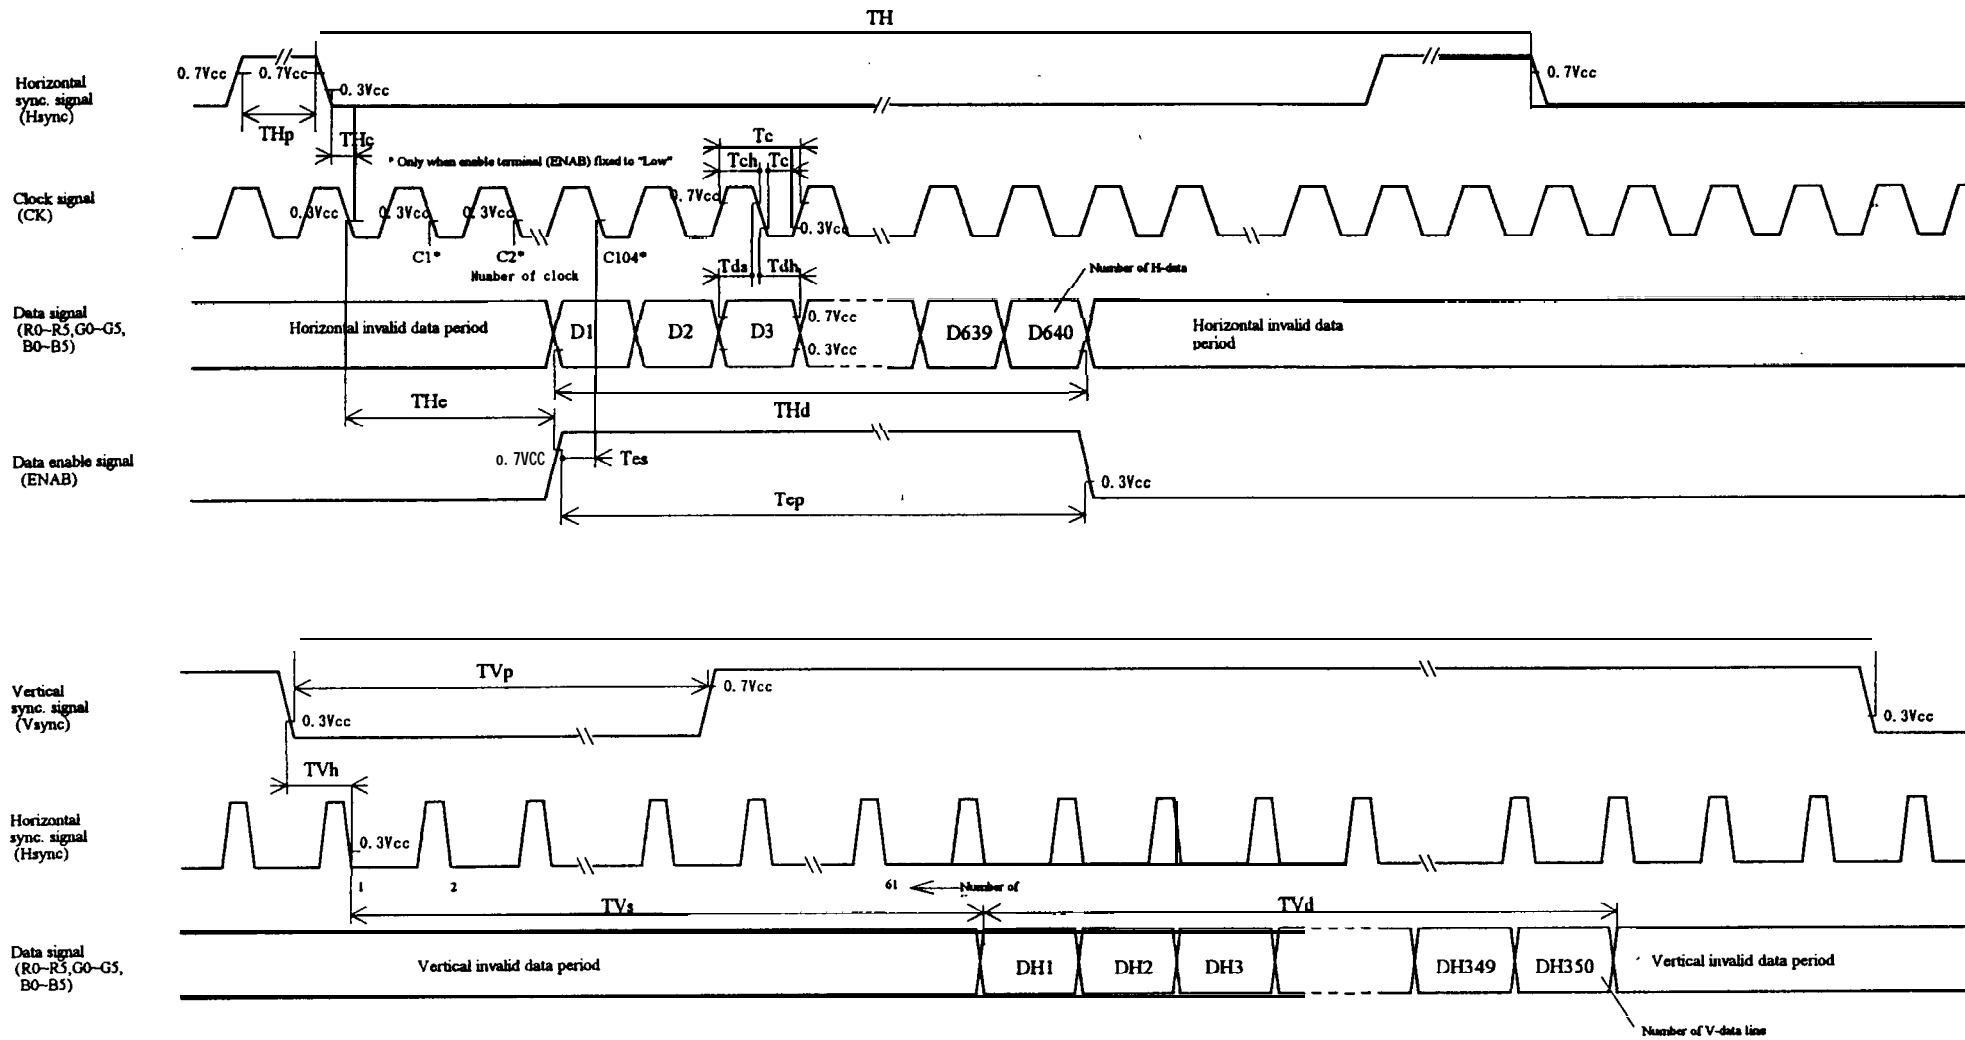 TH
0.7Vcc
0.7Vcc
0.3Vcc
0.7Vcc
Horizontal
sync. signal
(Hsync)
THp
THc
Tc
* Only when enable terminal (ENAB) fixed to "Low"
Tch
Tc
Clock signal
(CK)
0.3Vcc
0.3Vcc
0.3Vcc
0.7Vcc
0.3Vcc
C1*
C2*
C104*
Number of clock
Tds
Tdh
Number of H-data
Data signal
(R0~R5,G0~G5,
B0~B5)
Horizontal invalid data period
D1
D2
D3
0.7Vcc
0.3Vcc
D639
D640
Horizontal invalid data
period
THe
THd
Data enable signal
(ENAB)
0.7VCC
Tes
0.3Vcc
Tep
TVp
Vertical
sync. signal
(Vsync)
0.7Vcc
0.3Vcc
0.3Vcc
TVh
Horizontal
sync. signal
(Hsync)
0.3Vcc
1
2
61
Number of
TVs
TVd
Data signal
(R0~R5,G0~G5,
B0~B5)
Vertical invalid data period
DH1
DH2
DH3
DH349
DH350
Vertical invalid data period
Number of V-data line